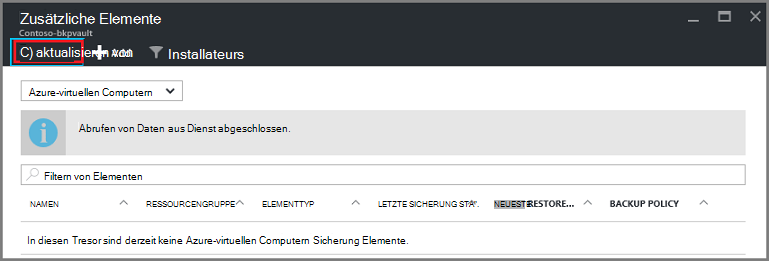 Zusätzliche Elemente
Contoso-bkpvault
C) aktualisieren Add Installateurs
Azure-virtuellen Computern
Abrufen von Daten aus Dienst abgeschlossen.
Filtern von Elementen
NAMEN RESSOURCENGRUPPE ELEMENTTYP LETZTE SICHERUNG STA". NEUESTE RESTORE... BACKUP POLICY
In diesen Tresor sind derzeit keine Azure-virtuellen Computern Sicherung Elemente.